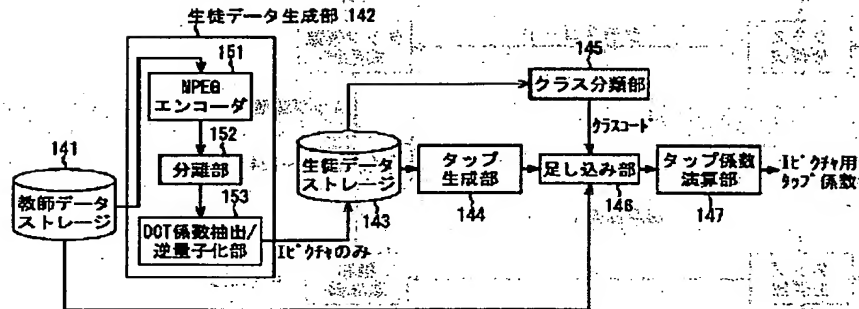 生徒データ生成部 142
151
MPEG
エンコーダ
152
分離部
153
DCT係数抽出/
逆量子化部
141
教師データ
ストレージ
Iピクチャのみ
生徒データ
ストレージ
143
タップ
生成部
144
145
クラス分類部
クラスコード
足し込み部
146
タップ係数
演算部
147
Iピクチャ用
タップ係数